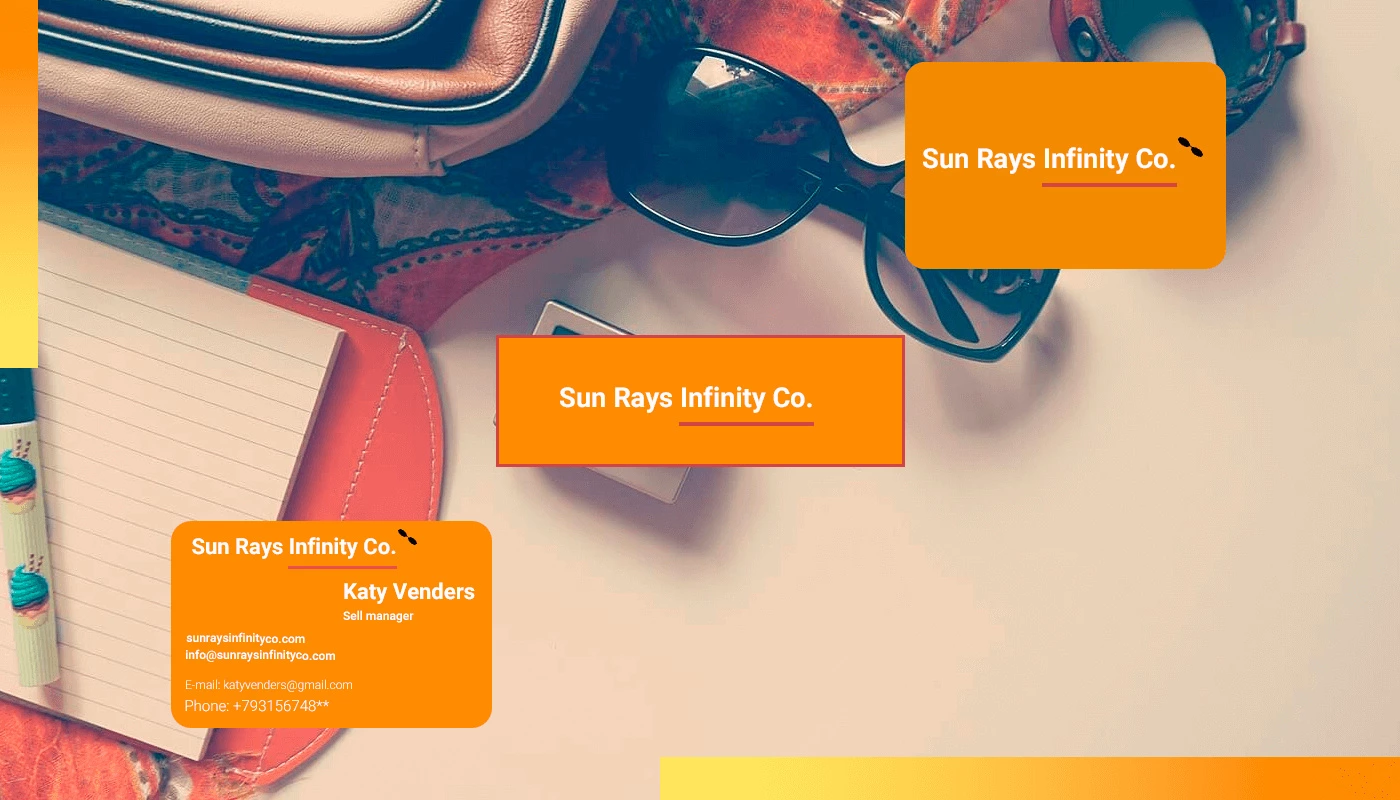 Sun Rays Infinity Co.
Sun Rays Infinity Co.
Sun Rays Infinity Co.
Katy Venders
Sell manager
sunraysinfinityco.com
info@sunraysinfinityco.com
E-mail: katyvenders@gmail.com
Phone: +793156748**